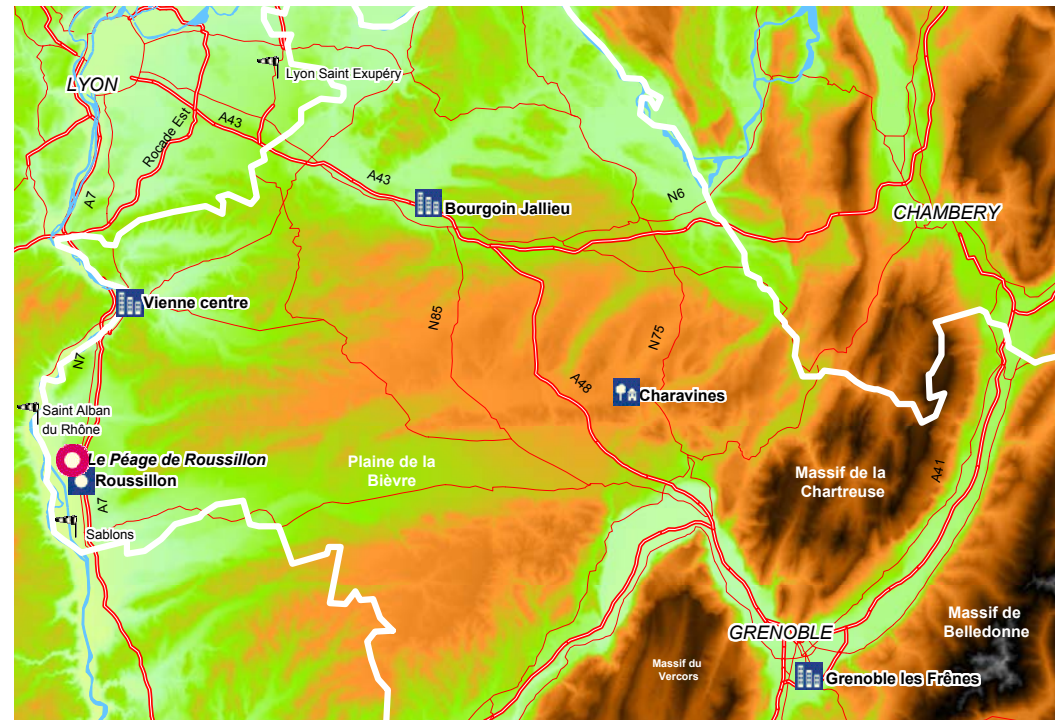 Lyon Saint Exupéry
LYON
A43
Rocade Est
A43
A7
N6
Bourgoin Jallieu
CHAMBERY
Vienne centre
N85
N75
N7
A48
Charavines
Saint Alban
du Rhône
Le Péage de Roussillon
Plaine de la
Bièvre
Massif de la
Chartreuse
A41
Roussillon
A7
Sablons
Massif de
Belledonne
GRENOBLE
Massif du
Vercors
Grenoble les Frênes